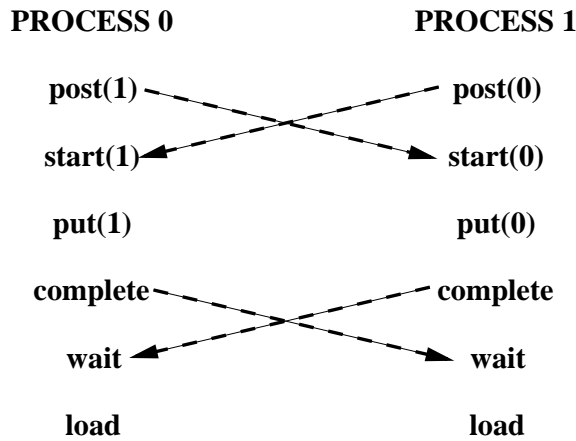 PROCESS 0 PROCESS 1
post(1) post(0)
start(1) start(0)
put(1) put(0)
complete complete
wait wait
load load